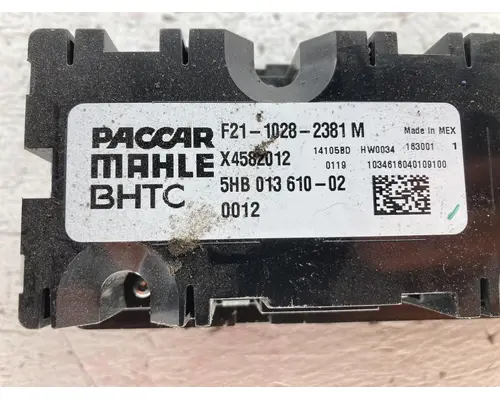 PACCAR
MAHLE
BHTC
F21-1028-2381 M
X4582012
5HB 013 610-02
0012
Made in MEX
141058D HW0034 163001 1
0119 1034616040109100